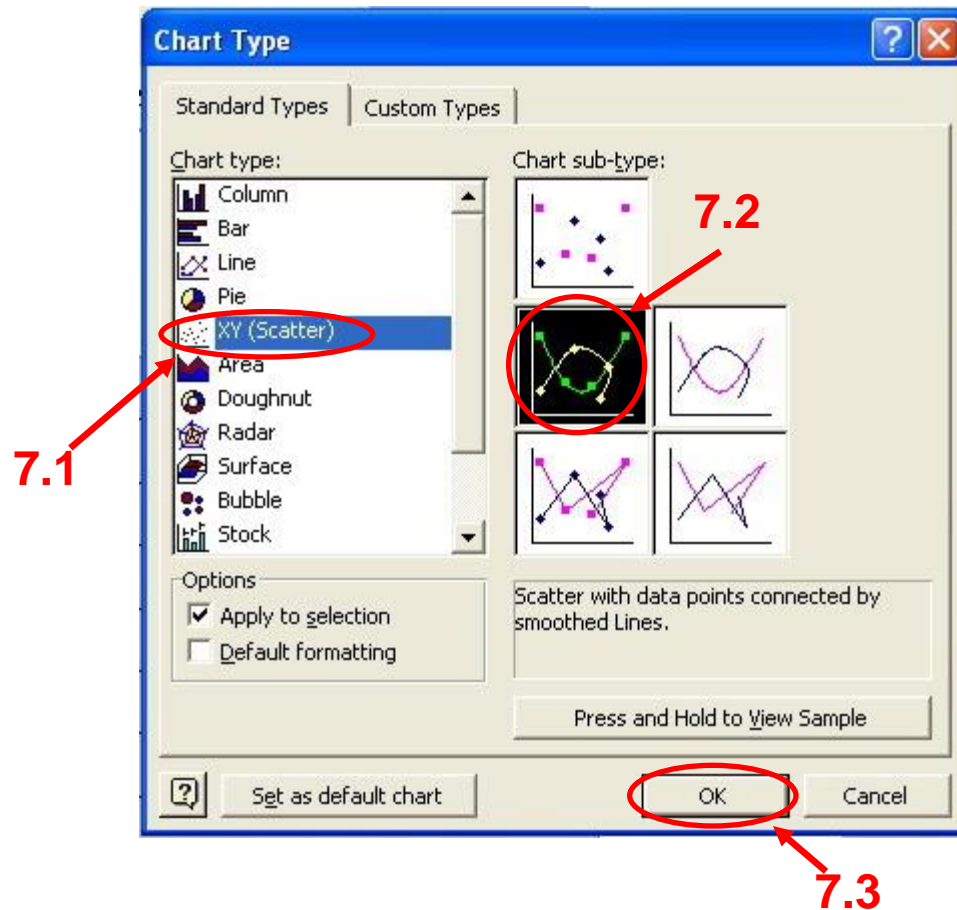 Chart Type
Standard Types
Custom Types
Chart type:
Column
Bar
Line
Pie
XY (Scatter)
Area
Doughnut
Radar
Surface
Bubble
Stock
Chart sub-type:
7.2
7.1
Options
Apply to selection
Default formatting
Scatter with data points connected by
smoothed Lines.
Press and Hold to View Sample
Set as default chart
OK
Cancel
7.3